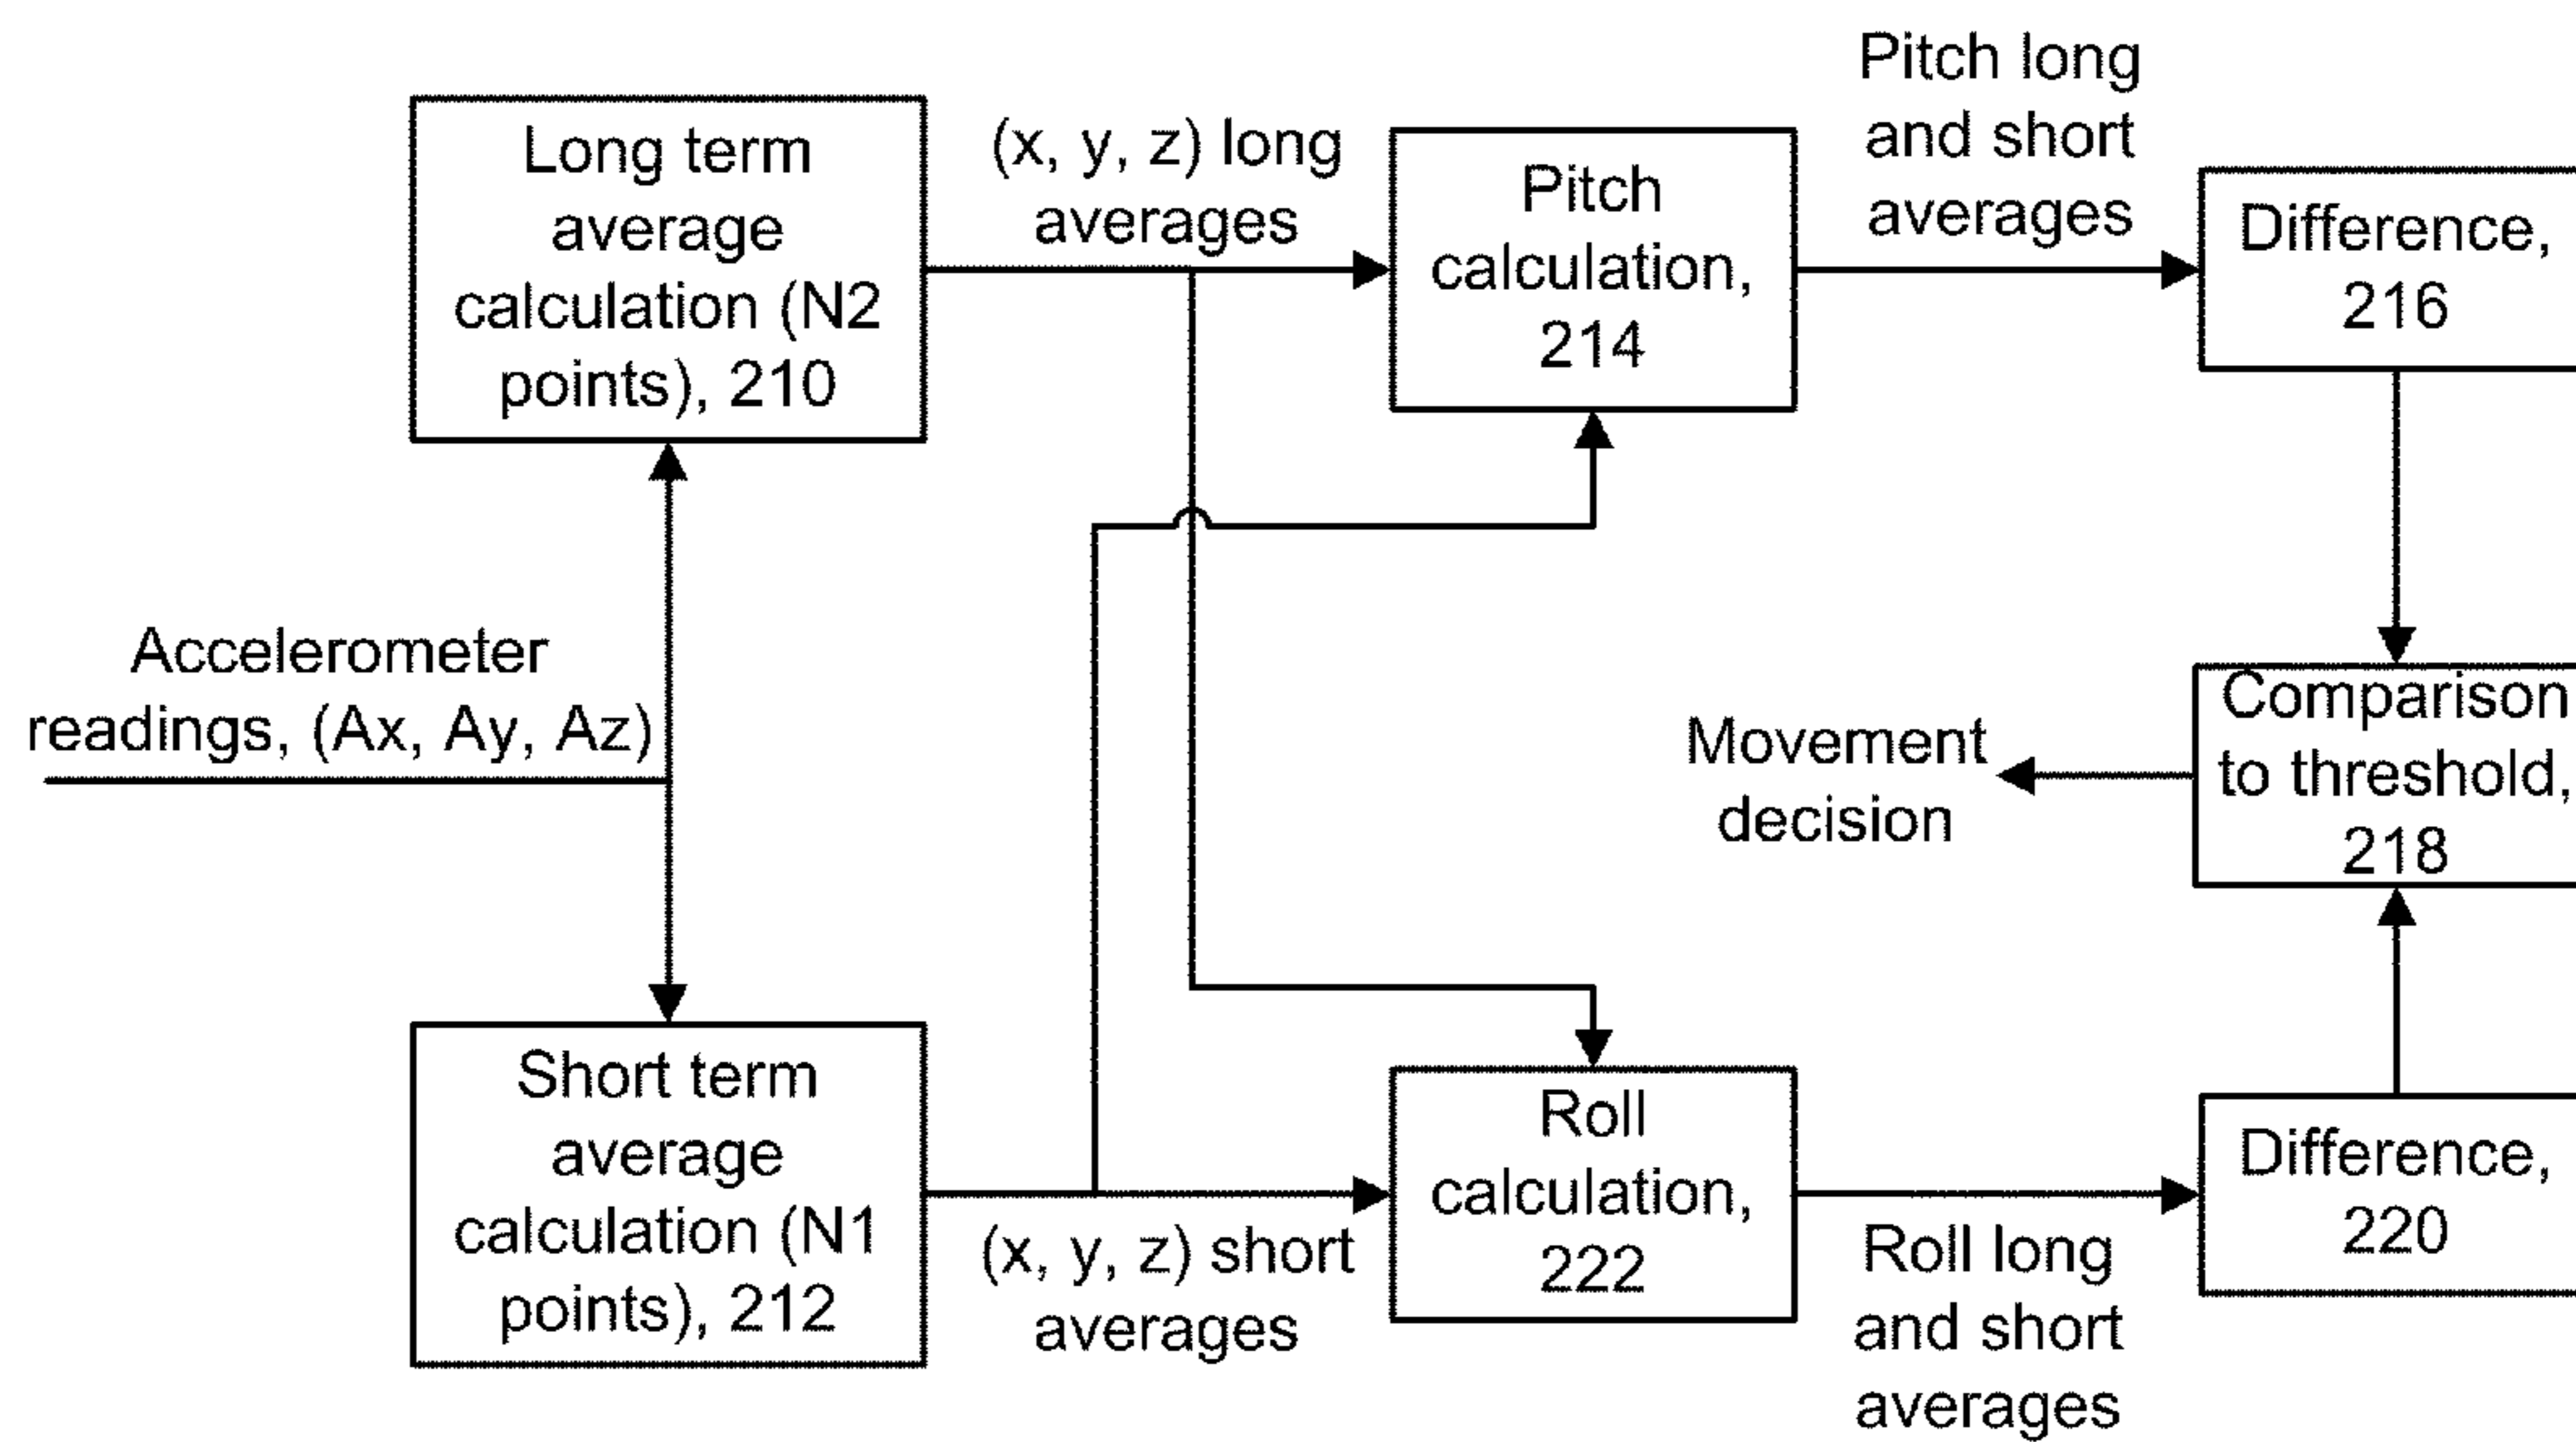 Long term
average
calculation (N2
points), 210
(x, y, z) long
averages
Pitch
calculation,
214
Pitch long
and short
averages
Difference,
216
Accelerometer
readings, (Ax, Ay, Az)
Movement
decision
Comparison
to threshold,
218
Short term
average
calculation (N1
points), 212
(x, y, z) short
averages
Roll
calculation,
222
Roll long
and short
averages
Difference,
220